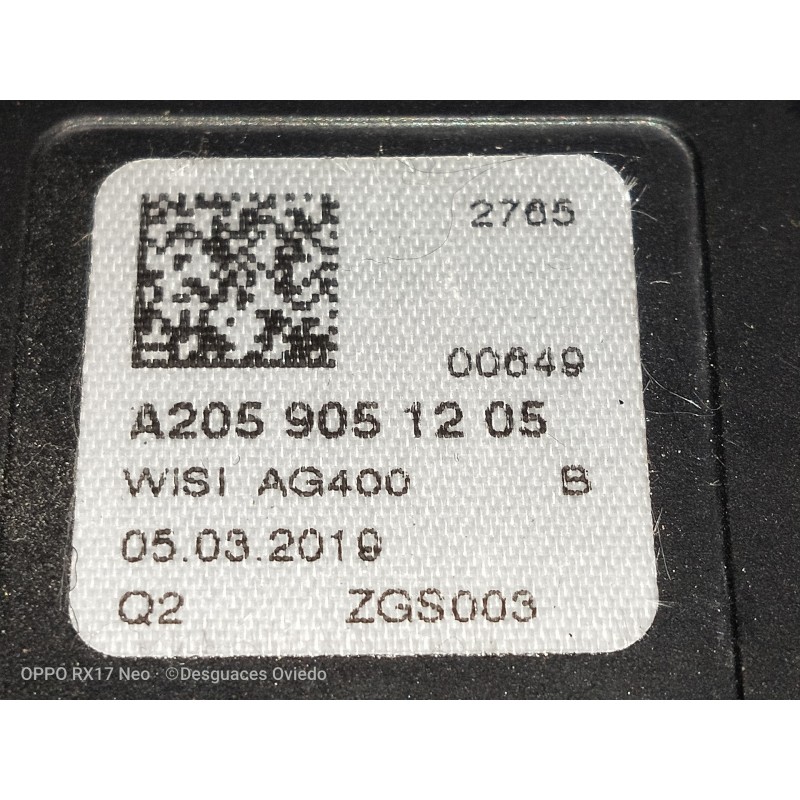 2765
00649
A205 905 12 05
WISI AG400 B
05.03.2019
Q2 ZGS003
OPPO RX17 Neo · ©Desguaces Oviedo